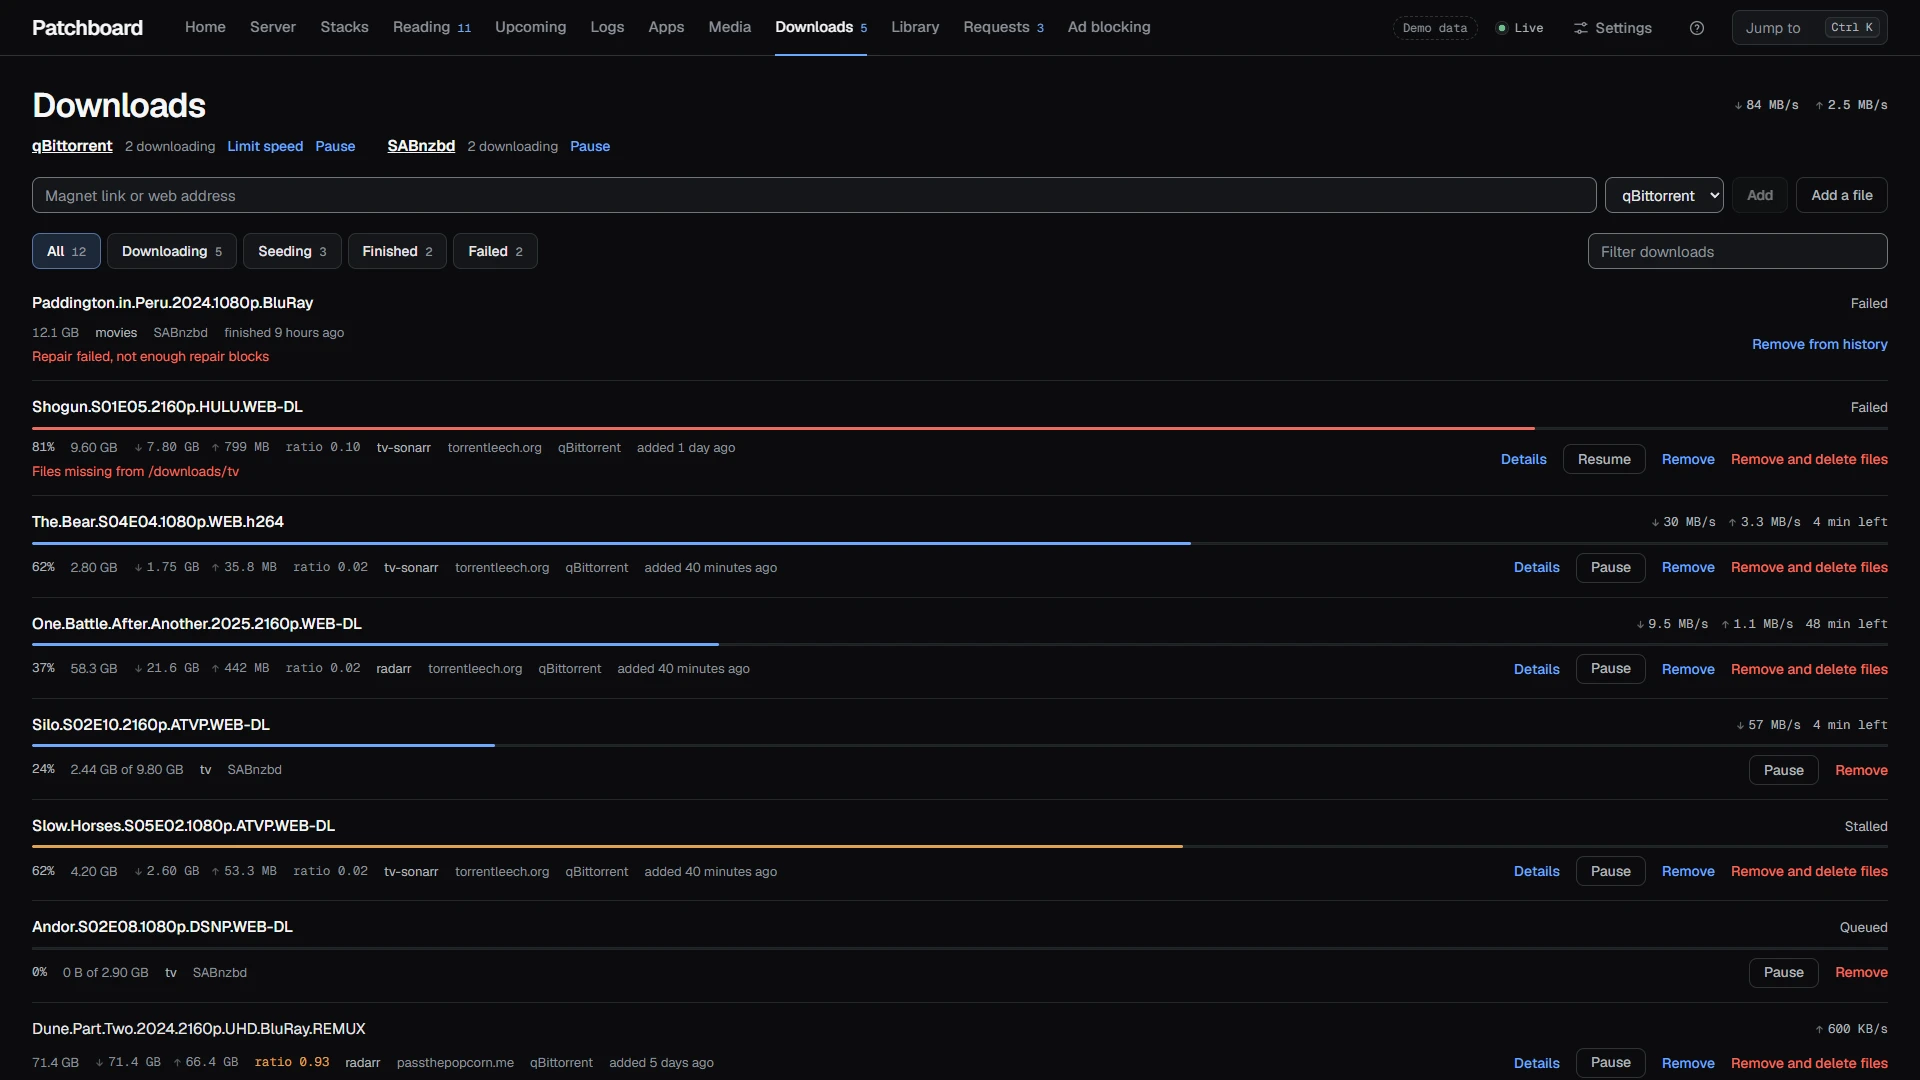 Patchboard Home Server Stacks Reading 11 Upcoming Logs Apps Media Downloads 5 Library Requests 3 Ad blocking Demo data Live Settings Jump to Ctrl K
Downloads ↓ 84 MB/s ↑ 2.5 MB/s
qBittorrent 2 downloading Limit speed Pause SABnzbd 2 downloading Pause
Magnet link or web address qBittorrent Add Add a file
All 12 Downloading 5 Seeding 3 Finished 2 Failed 2 Filter downloads
Paddington.in.Peru.2024.1080p.BluRay Failed
12.1 GB movies SABnzbd finished 9 hours ago
Remove from history
Repair failed, not enough repair blocks
Shogun.S01E05.2160p.HULU.WEB-DL Failed
81% 9.60 GB ↓ 7.80 GB ↑ 799 MB ratio 0.10 tv-sonarr torrentleech.org qBittorrent added 1 day ago
Details Resume Remove Remove and delete files
Files missing from /downloads/tv
The.Bear.S04E04.1080p.WEB.h264 ↓ 30 MB/s ↑ 3.3 MB/s 4 min left
62% 2.80 GB ↓ 1.75 GB ↑ 35.8 MB ratio 0.02 tv-sonarr torrentleech.org qBittorrent added 40 minutes ago Details Pause Remove Remove and delete files
One.Battle.After.Another.2025.2160p.WEB-DL ↓ 9.5 MB/s ↑ 1.1 MB/s 48 min left
37% 58.3 GB ↓ 21.6 GB ↑ 442 MB ratio 0.02 radarr torrentleech.org qBittorrent added 40 minutes ago Details Pause Remove Remove and delete files
Silo.S02E10.2160p.ATVP.WEB-DL ↓ 57 MB/s 4 min left
24% 2.44 GB of 9.80 GB tv SABnzbd Pause Remove
Slow.Horses.S05E02.1080p.ATVP.WEB-DL Stalled
62% 4.20 GB ↓ 2.60 GB ↑ 53.3 MB ratio 0.02 tv-sonarr torrentleech.org qBittorrent added 40 minutes ago Details Pause Remove Remove and delete files
Andor.S02E08.1080p.DSNP.WEB-DL Queued
0% 0 B of 2.90 GB tv SABnzbd Pause Remove
Dune.Part.Two.2024.2160p.UHD.BluRay.REMUX ↑ 600 KB/s
71.4 GB ↓ 71.4 GB ↑ 66.4 GB ratio 0.93 radarr passthepopcorn.me qBittorrent added 5 days ago Details Pause Remove Remove and delete files